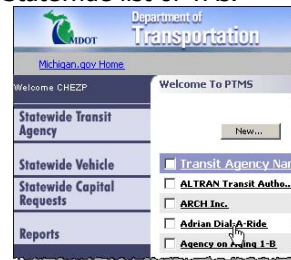 Statewide list of TAs.
Department of
Transportation
MDOT
Michigan.gov Home
Welcome CHEZP
Welcome To PTMS
Statewide Transit
Agency
Statewide Vehicle
Statewide Capital
Requests
Reports
New...
Transit Agency Nar
ALTRAN Transit Autho...
ARCH Inc.
Adrian Dial-A-Ride
Agency on Aging 1-B